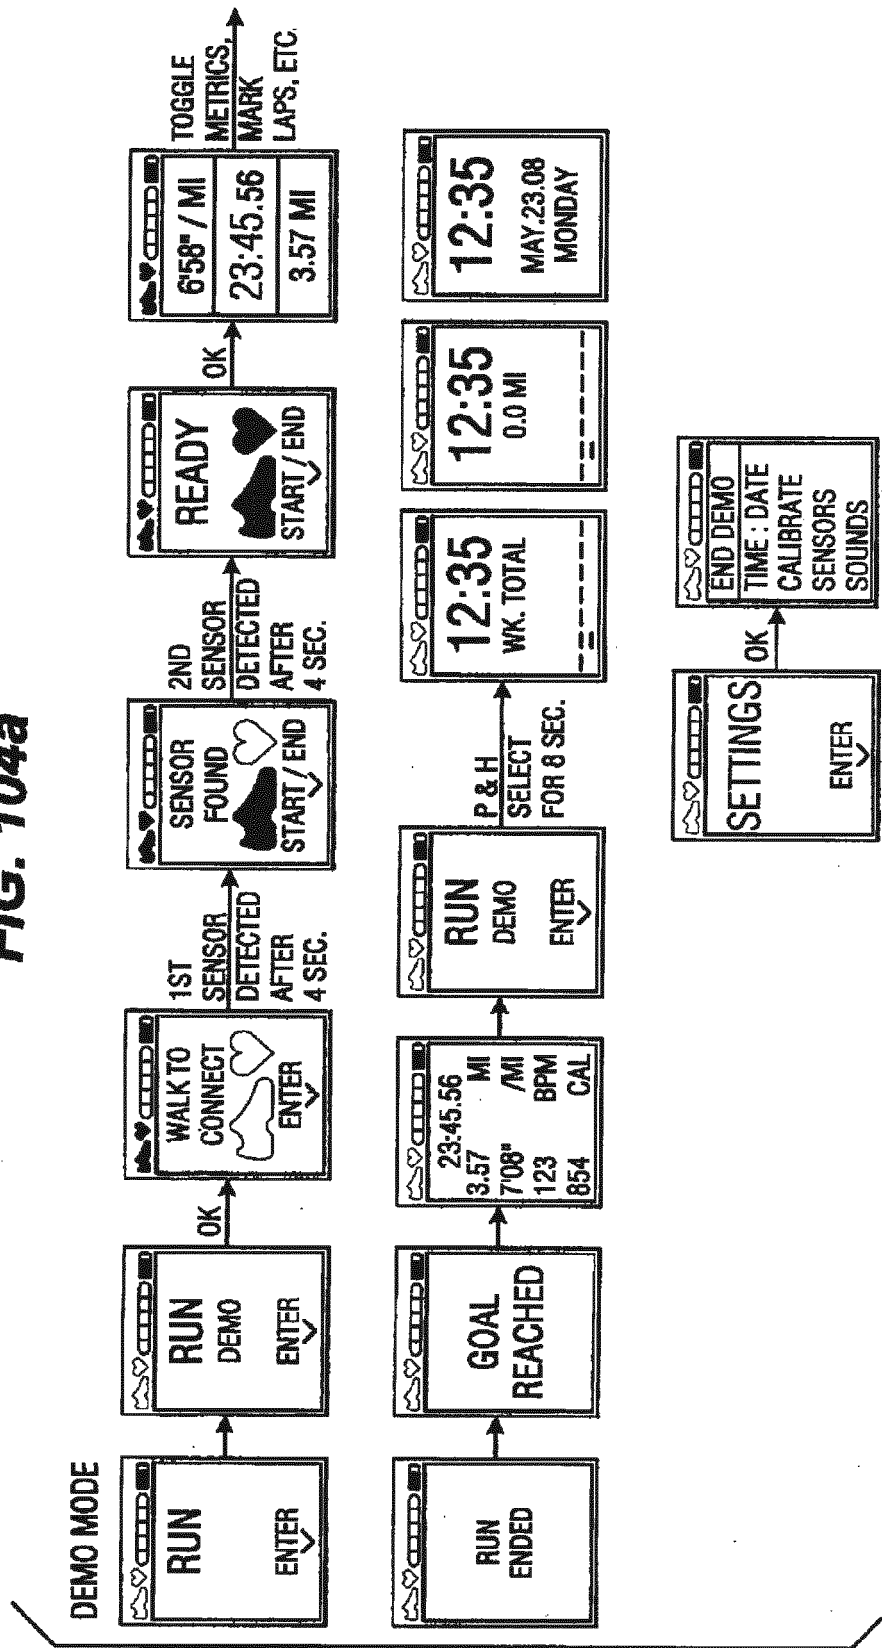 FIG. 104a
DEMO MODE
RUN
ENTER
RUN
DEMO
ENTER
OK
WALK TO
CONNECT
ENTER
1ST
SENSOR
DETECTED
AFTER
4 SEC.
SENSOR
FOUND
START / END
2ND
SENSOR
DETECTED
AFTER
4 SEC.
READY
START / END
OK
6'58" / MI
23:45.56
3.57 MI
TOGGLE
METRICS,
MARK
LAPS, ETC.
RUN
ENDED
GOAL
REACHED
23:45.56
3.57 MI
7'08" /MI
123 BPM
854 CAL
RUN
DEMO
ENTER
P & H
SELECT
FOR 8 SEC.
12:35
WK. TOTAL
12:35
0.0 MI
12:35
MAY.23.08
MONDAY
SETTINGS
ENTER
OK
END DEMO
TIME : DATE
CALIBRATE
SENSORS
SOUNDS